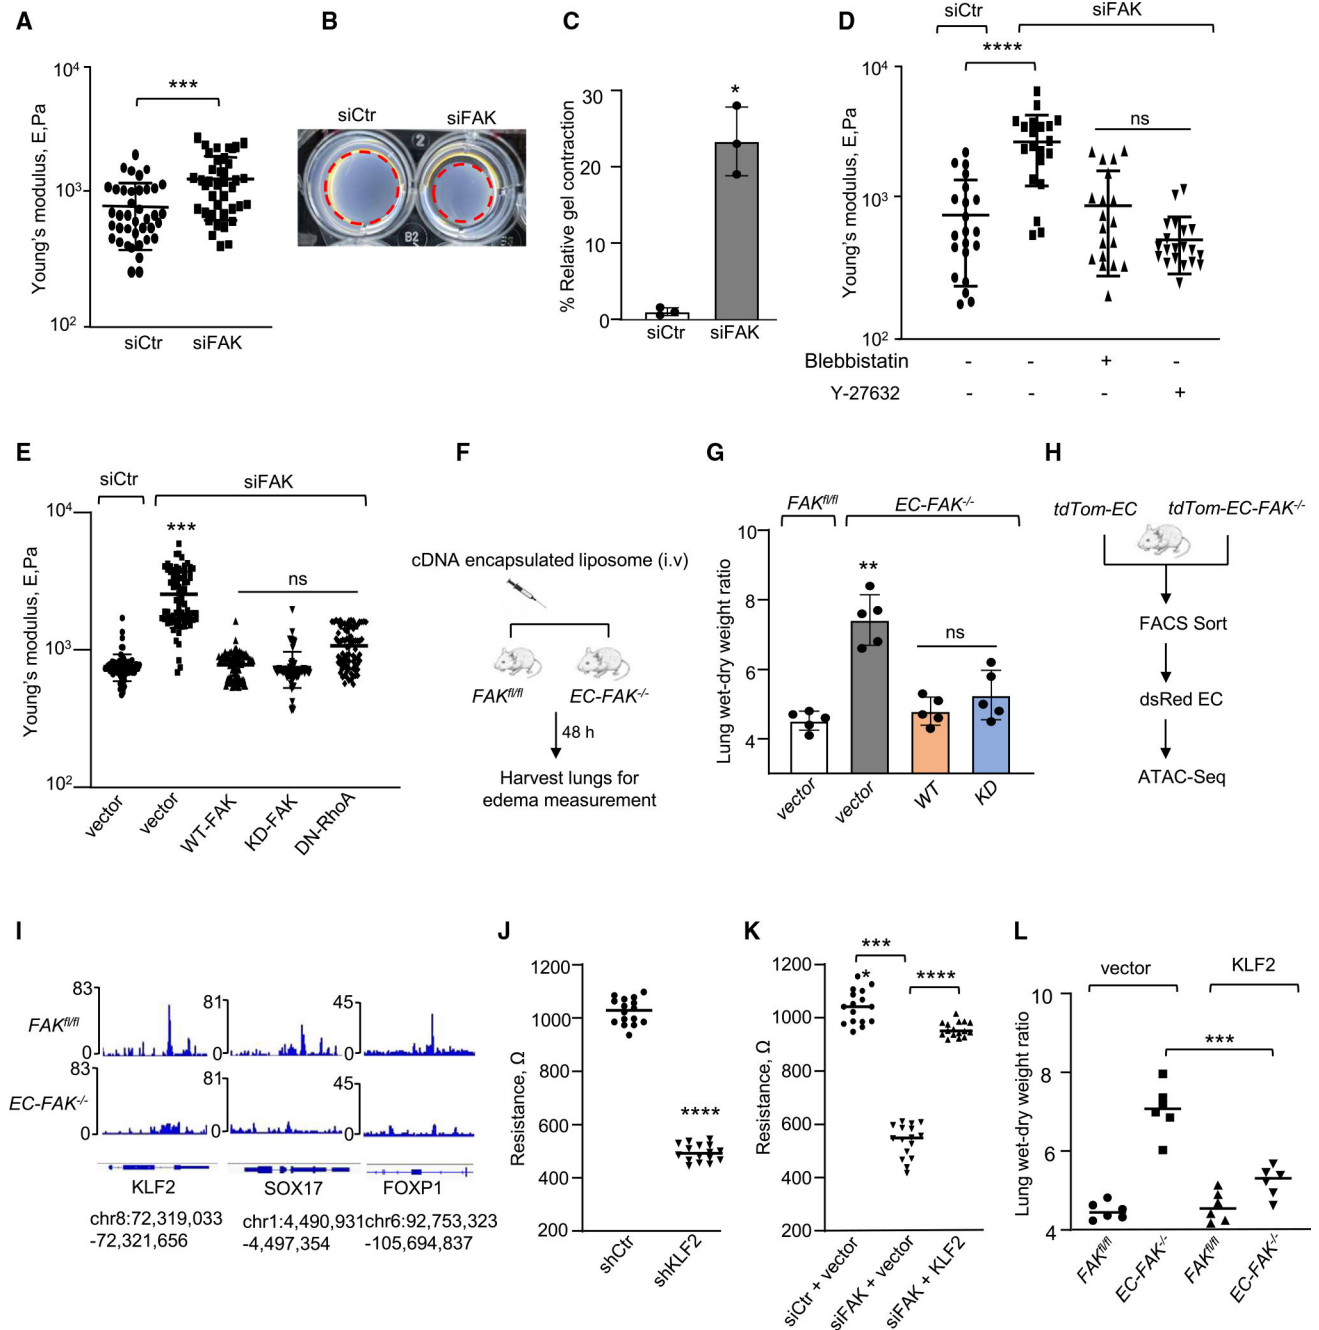 A
B
C
D
10⁴
10³
10²
Young's modulus, E,Pa
***
siCtr
siFAK
siCtr
siFAK
2
B2
30
20
10
0
% Relative gel contraction
*
siCtr
siFAK
siCtr
siFAK
****
ns
10⁴
10³
10²
Young's modulus, E,Pa
Blebbistatin - - + -
Y-27632 - - - +
E
F
G
H
siCtr
siFAK
10⁴
10³
10²
Young's modulus, E,Pa
***
ns
vector
vector
WT-FAK
KD-FAK
DN-RhoA
cDNA encapsulated liposome (i.v)
FAKfl/fl
EC-FAK-/-
48 h
Harvest lungs for
edema measurement
FAKfl/fl
EC-FAK-/-
10
8
6
4
Lung wet-dry weight ratio
**
ns
vector
vector
WT
KD
tdTom-EC
tdTom-EC-FAK-/-
FACS Sort
dsRed EC
ATAC-Seq
I
J
K
L
FAKfl/fl
83
0
81
0
45
0
EC-FAK-/-
83
0
81
0
45
0
KLF2
SOX17
FOXP1
chr8:72,319,033
-72,321,656
chr1:4,490,931
-4,497,354
chr6:92,753,323
-105,694,837
1200
1000
800
600
400
200
Resistance, Ω
****
shCtr
shKLF2
1200
1000
800
600
400
200
Resistance, Ω
***
*
****
siCtr + vector
siFAK + vector
siFAK + KLF2
vector
KLF2
10
8
6
4
Lung wet-dry weight ratio
***
FAKfl/fl
EC-FAK-/-
FAKfl/fl
EC-FAK-/-